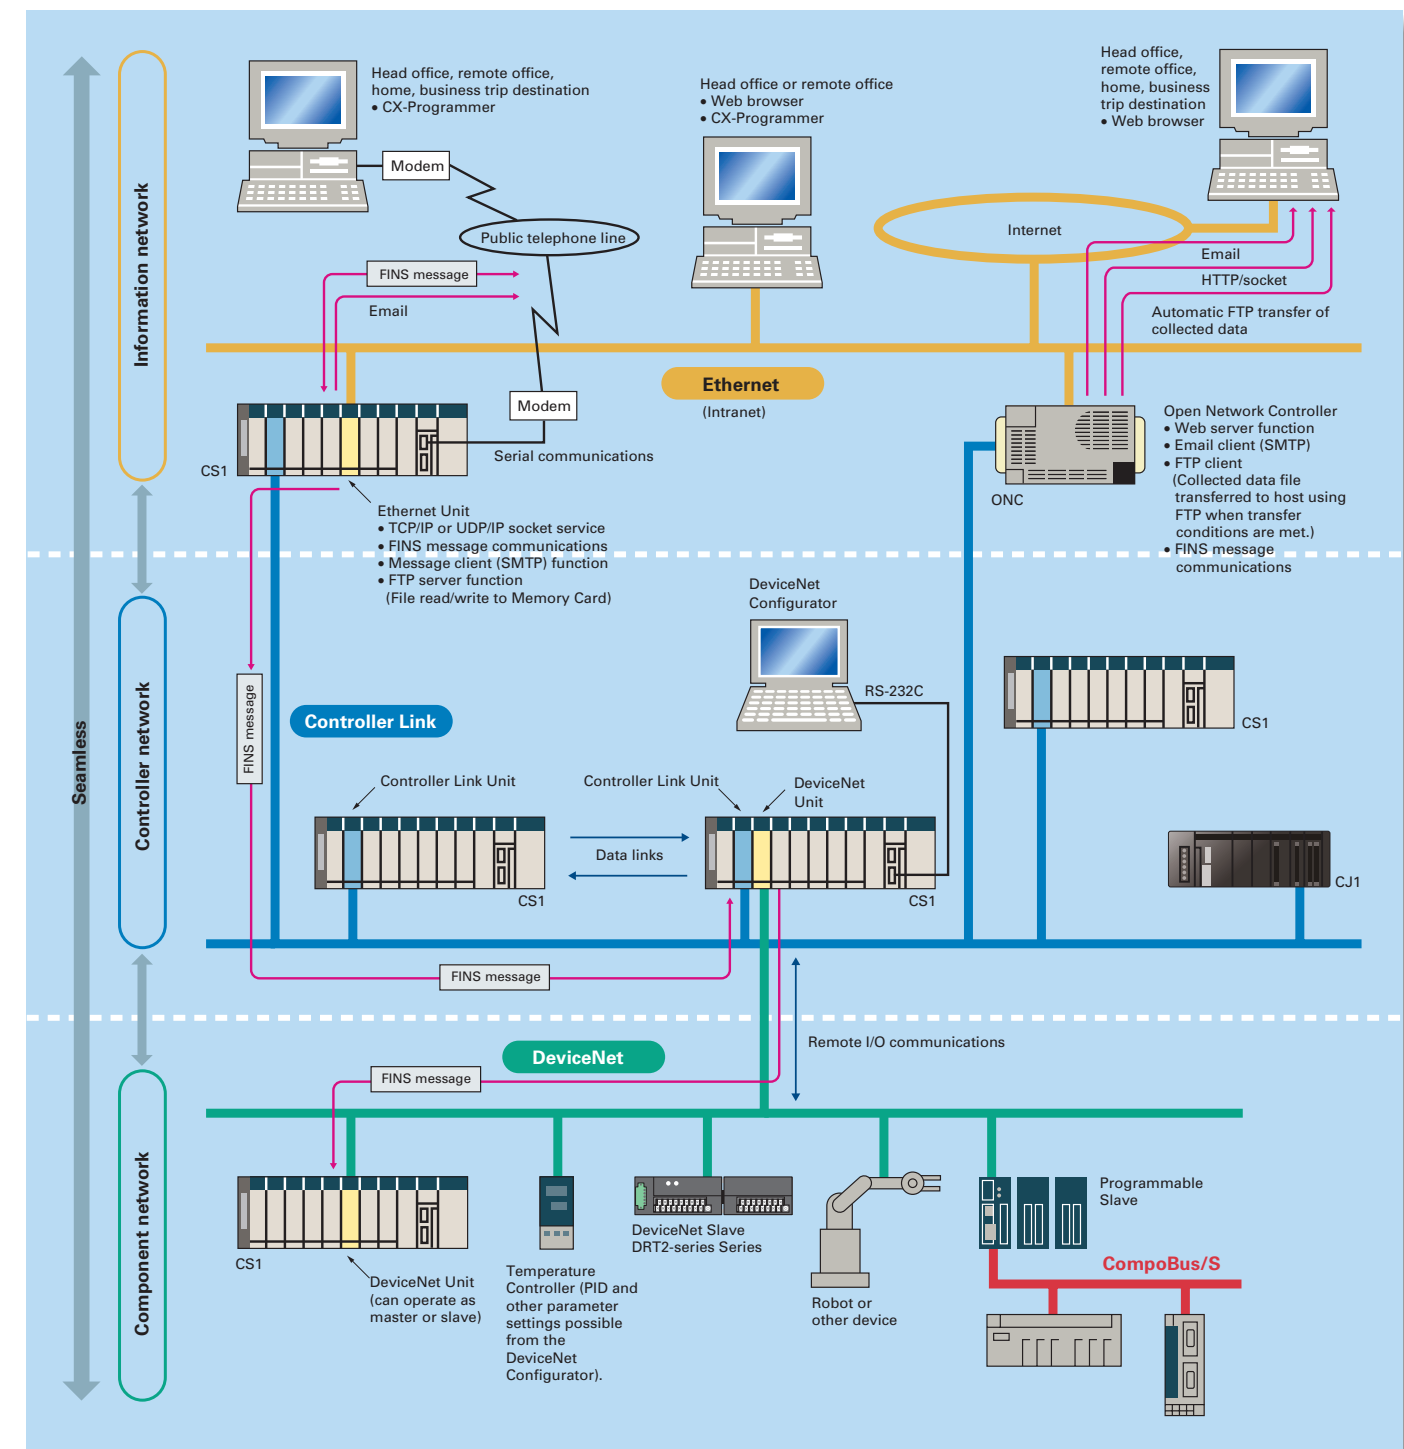 Head office, remote office,
home, business trip destination
• CX-Programmer
Modem
Public telephone line
Head office or remote office
• Web browser
• CX-Programmer
Head office,
remote office,
home, business
trip destination
• Web browser
Internet
Email
HTTP/socket
Automatic FTP transfer of
collected data
FINS message
Email
Information network
Ethernet
(Intranet)
Modem
Serial communications
CS1
Ethernet Unit
• TCP/IP or UDP/IP socket service
• FINS message communications
• Message client (SMTP) function
• FTP server function
(File read/write to Memory Card)
ONC
Open Network Controller
• Web server function
• Email client (SMTP)
• FTP client
(Collected data file
transferred to host using
FTP when transfer
conditions are met.)
• FINS message
communications
Seamless
Controller network
FINS message
Controller Link
DeviceNet
Configurator
RS-232C
CS1
Controller Link Unit
CS1
Data links
Controller Link Unit
DeviceNet
Unit
CS1
CJ1
FINS message
Remote I/O communications
Component network
DeviceNet
FINS message
CS1
DeviceNet Unit
(can operate as
master or slave)
Temperature
Controller (PID and
other parameter
settings possible
from the
DeviceNet
Configurator).
DeviceNet Slave
DRT2-series Series
Robot or
other device
Programmable
Slave
CompoBus/S